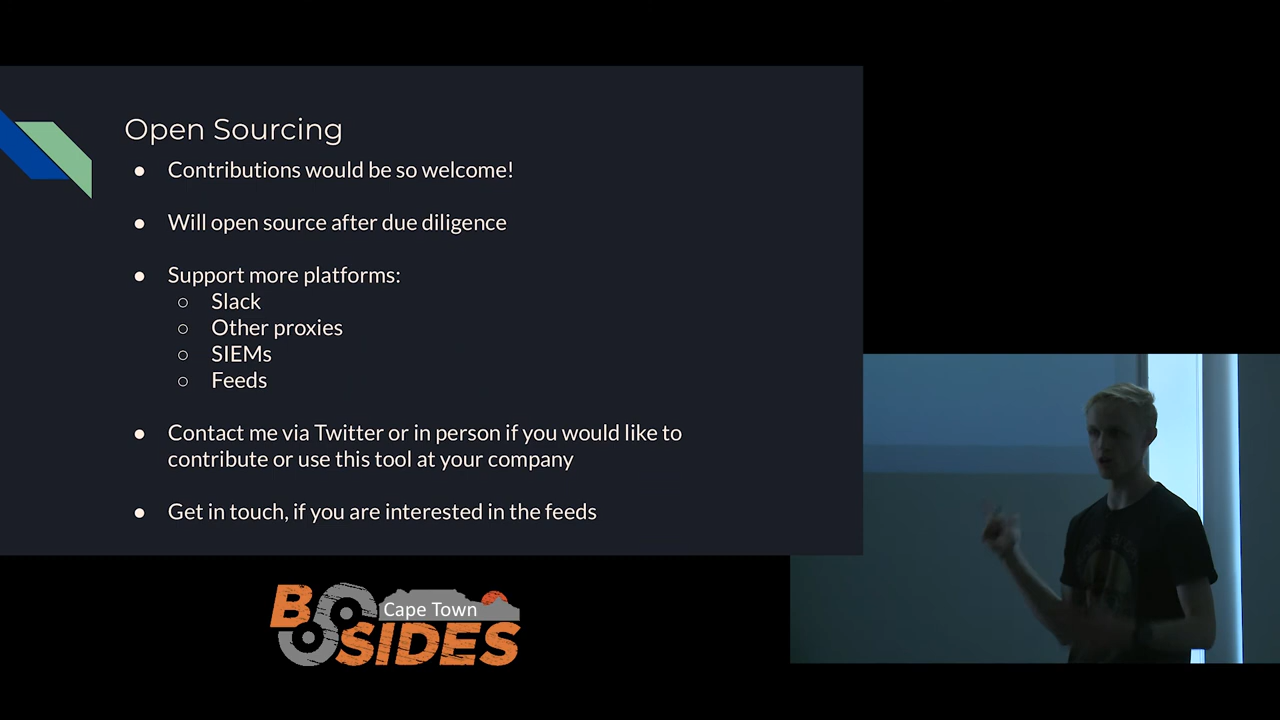 Open Sourcing
● Contributions would be so welcome!
● Will open source after due diligence
● Support more platforms:
○ Slack
○ Other proxies
○ SIEMs
○ Feeds
● Contact me via Twitter or in person if you would like to
contribute or use this tool at your company
● Get in touch, if you are interested in the feeds
BSIDES
Cape Town